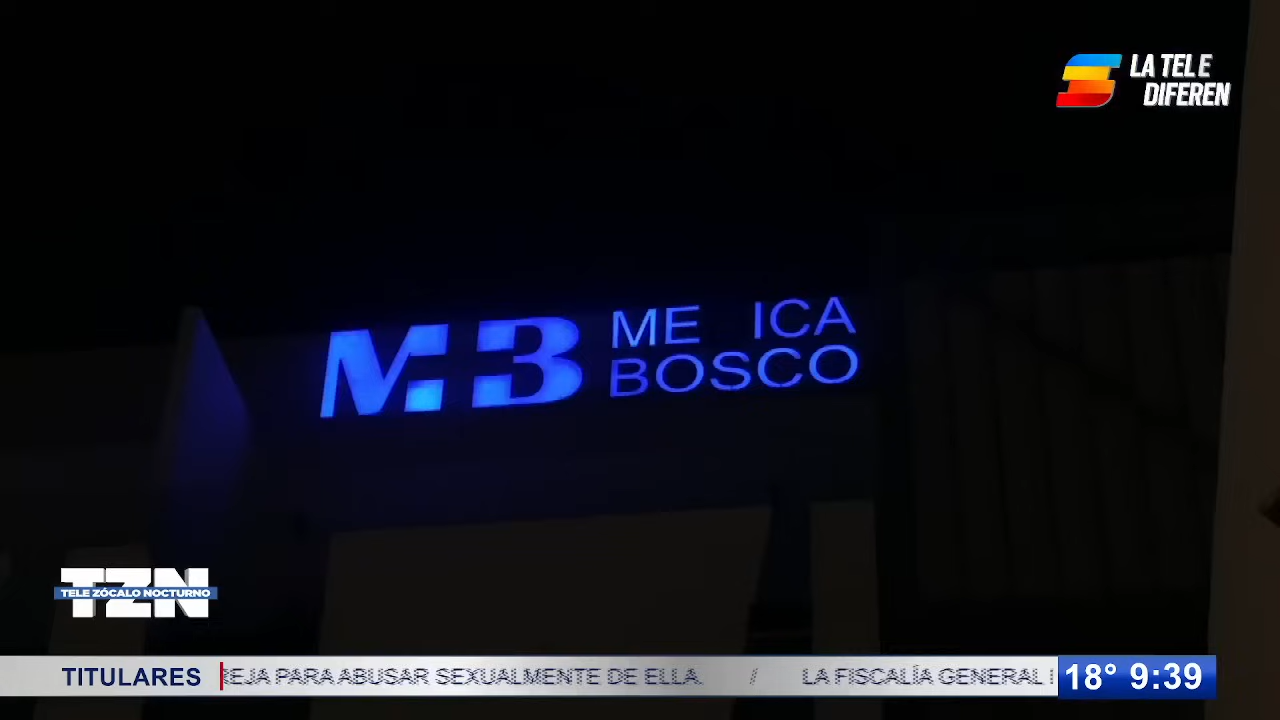 LA TELE
DIFEREN
MB
ME ICA
BOSCO
TZN
TELE ZÓCALO NOCTURNO
TITULARES
EJA PARA ABUSAR SEXUALMENTE DE ELLA. / LA FISCALÍA GENERAL
18° 9:39